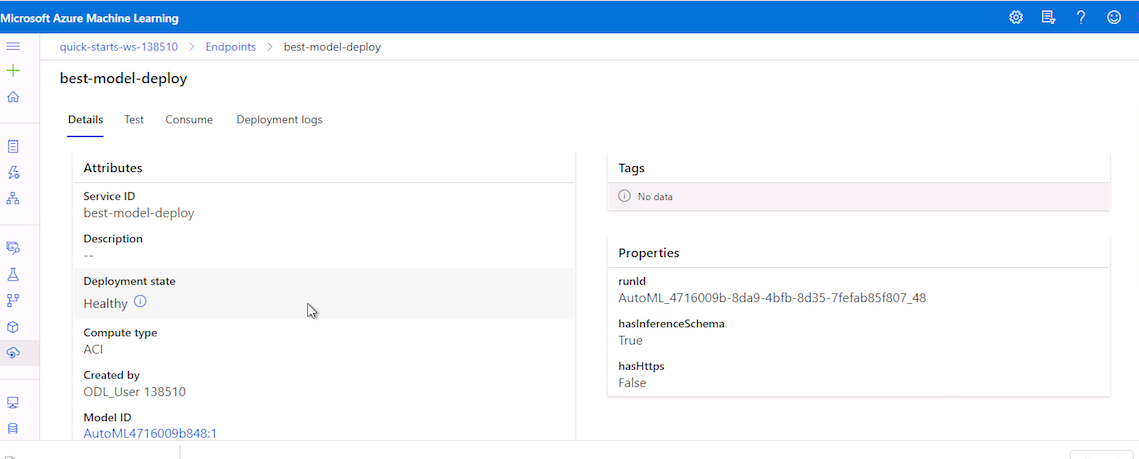 Microsoft Azure Machine Learning
quick-starts-ws-138510 > Endpoints > best-model-deploy
best-model-deploy
Details Test Consume Deployment logs
Attributes
Service ID
best-model-deploy
Description
--
Deployment state
Healthy
Compute type
ACI
Created by
ODL_User 138510
Model ID
AutoML4716009b848:1
Tags
No data
Properties
runId
AutoML_4716009b-8da9-4bfb-8d35-7fefab85f807_48
hasInferenceSchema
True
hasHttps
False